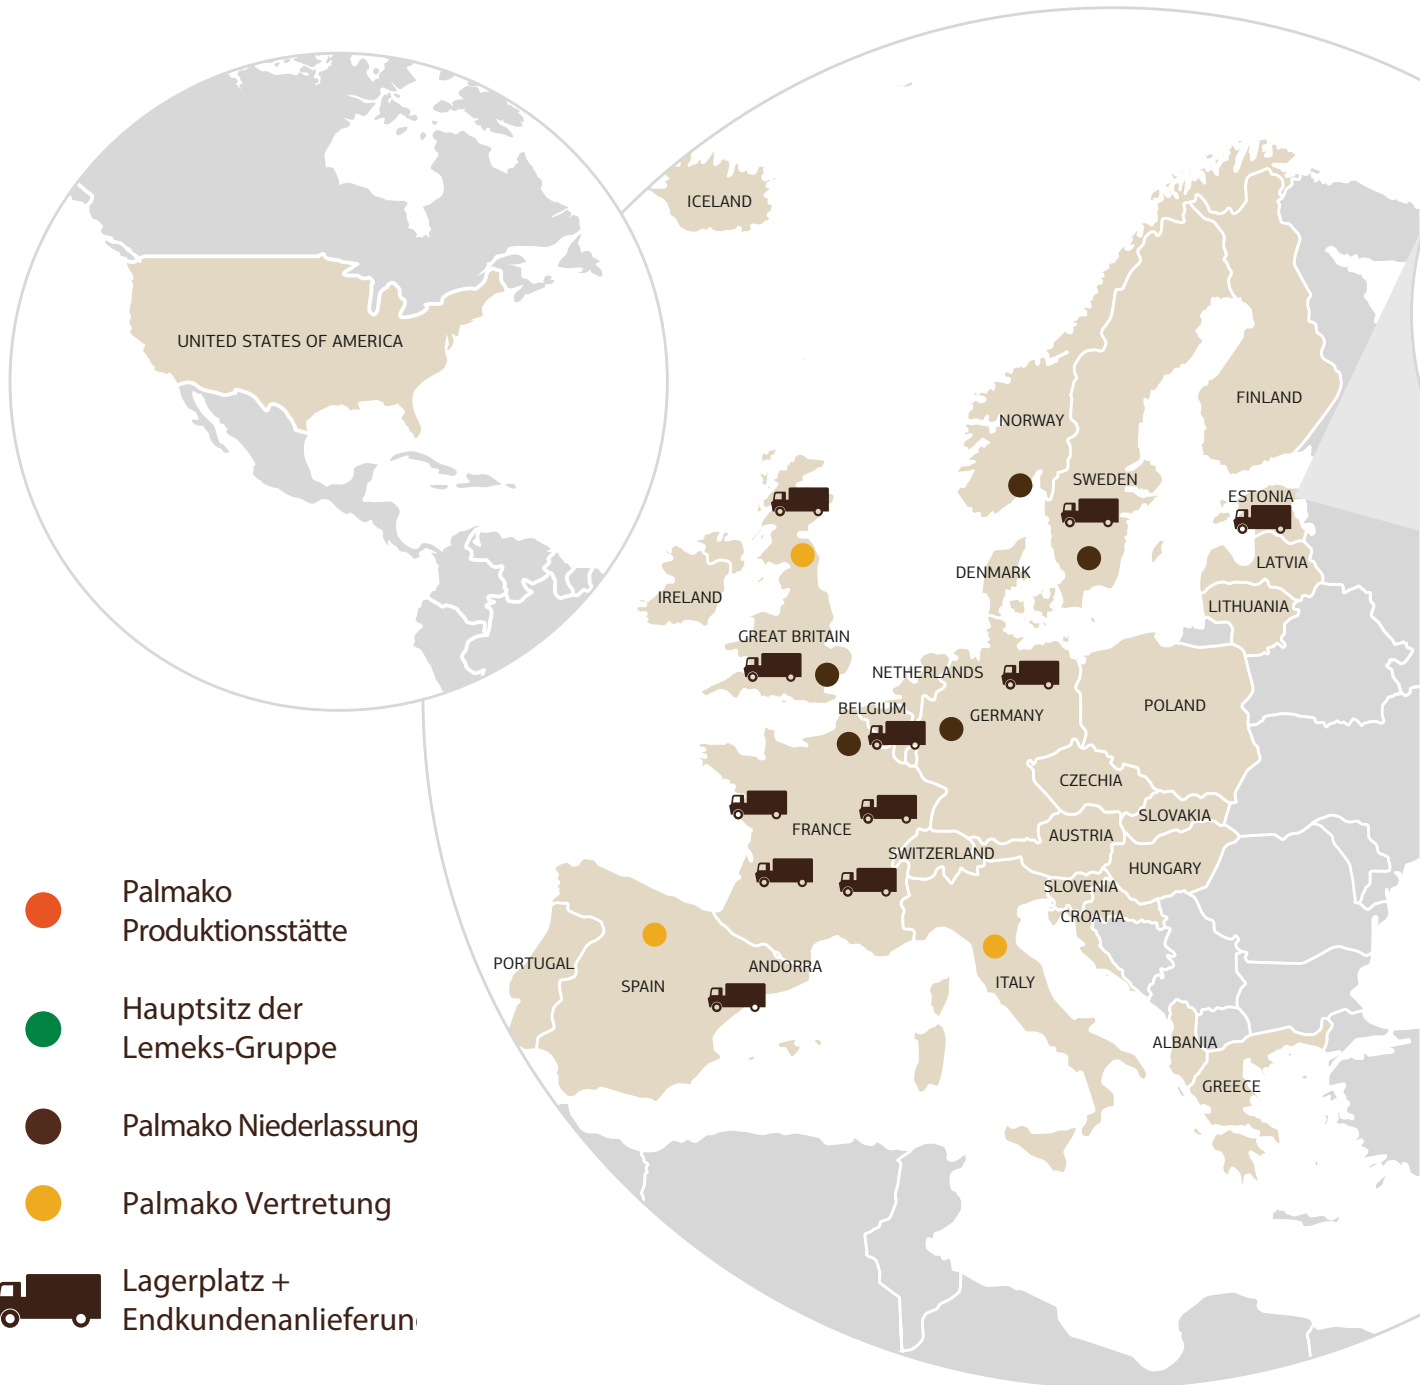 ICELAND
UNITED STATES OF AMERICA
FINLAND
NORWAY
SWEDEN
ESTONIA
LATVIA
DENMARK
IRELAND
LITHUANIA
GREAT BRITAIN
NETHERLANDS
BELGIUM
POLAND
GERMANY
CZECHIA
SLOVAKIA
FRANCE
AUSTRIA
SWITZERLAND
HUNGARY
SLOVENIA
CROATIA
PORTUGAL
ANDORRA
SPAIN
ITALY
ALBANIA
GREECE
Palmako
Produktionsstätte
Hauptsitz der
Lemeks-Gruppe
Palmako Niederlassung
Palmako Vertretung
Lagerplatz +
Endkundenanlieferun